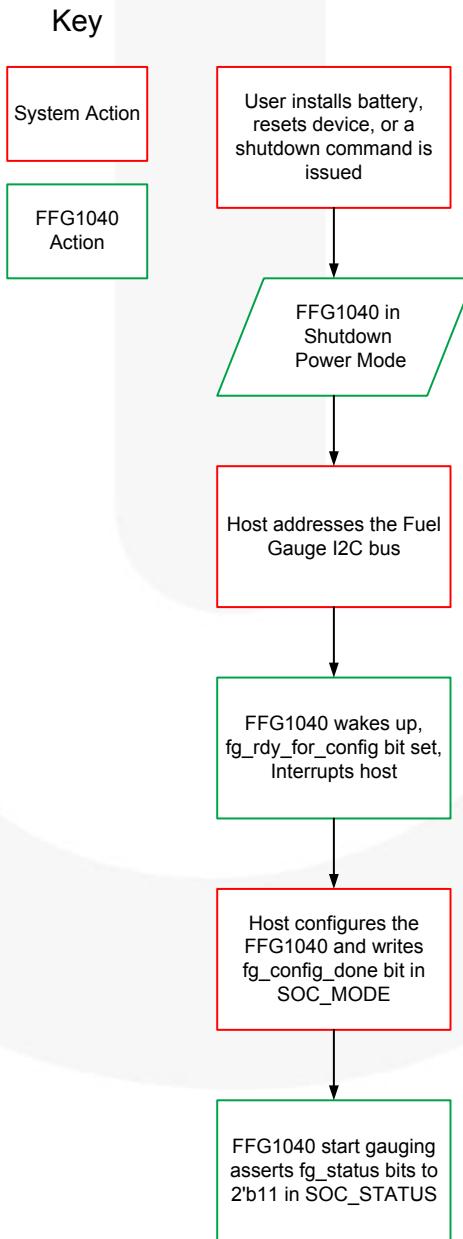 Key
System Action
FFG1040
Action
User installs battery,
resets device, or a
shutdown command is
issued
FFG1040 in
Shutdown
Power Mode
Host addresses the Fuel
Gauge I2C bus
FFG1040 wakes up,
fg_rdy_for_config bit set,
Interrupts host
Host configures the
FFG1040 and writes
fg_config_done bit in
SOC_MODE
FFG1040 start gauging
asserts fg_status bits to
2'b11 in SOC_STATUS